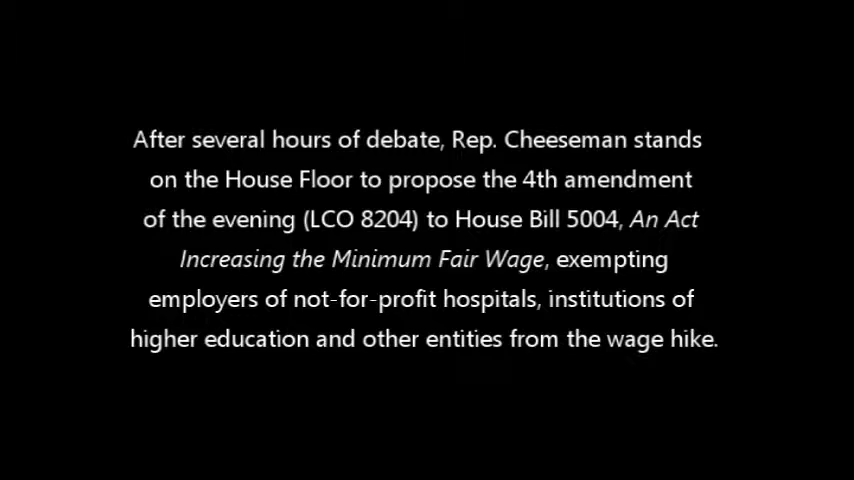 After several hours of debate, Rep. Cheeseman stands
on the House Floor to propose the 4th amendment
of the evening (LCO 8204) to House Bill 5004, An Act
Increasing the Minimum Fair Wage, exempting
employers of not-for-profit hospitals, institutions of
higher education and other entities from the wage hike.